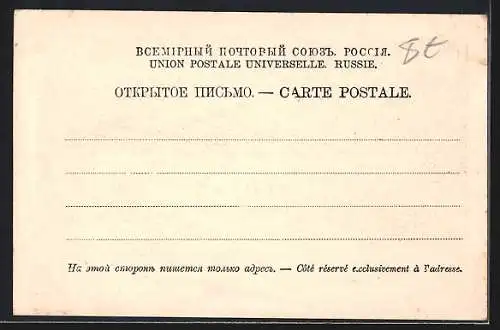 ВСЕМІРНЫЙ ПОЧТОВЫЙ СОЮЗЪ. РОССІЯ.
UNION POSTALE UNIVERSELLE. RUSSIE.
ОТКРЫТОЕ ПИСЬМО. — CARTE POSTALE.
На этой сторонѣ пишется только адресъ. — Côté réservé exclusivement à l'adresse.